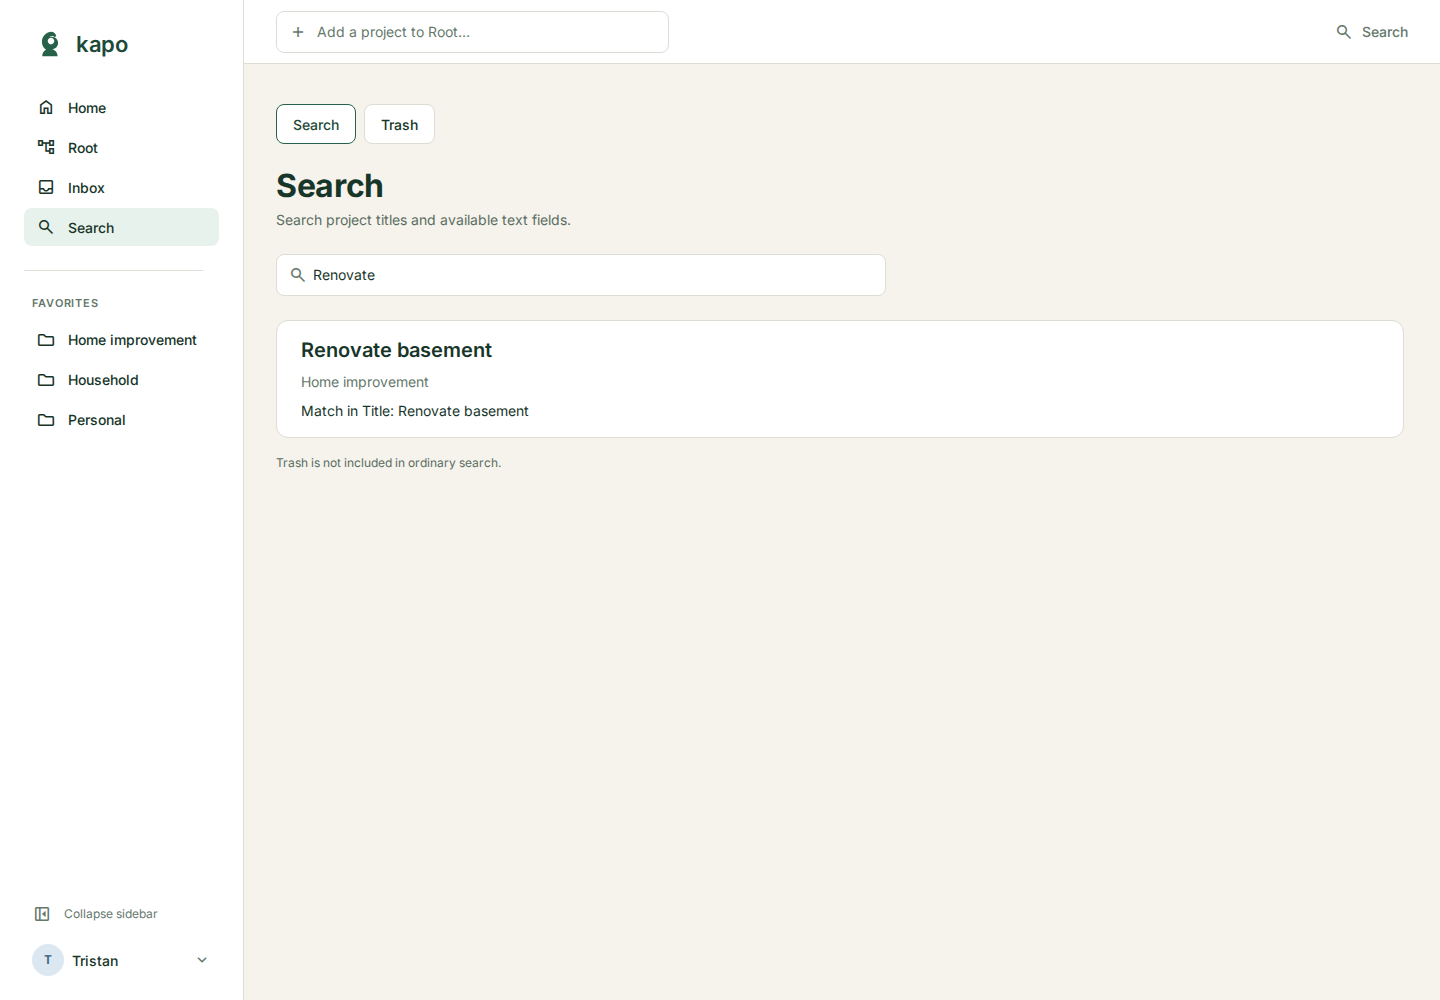 kapo
Home
Root
Inbox
Search
FAVORITES
Home improvement
Household
Personal
Collapse sidebar
T
Tristan
Add a project to Root...
Search
Search
Trash
Search
Search project titles and available text fields.
Renovate
Renovate basement
Home improvement
Match in Title: Renovate basement
Trash is not included in ordinary search.